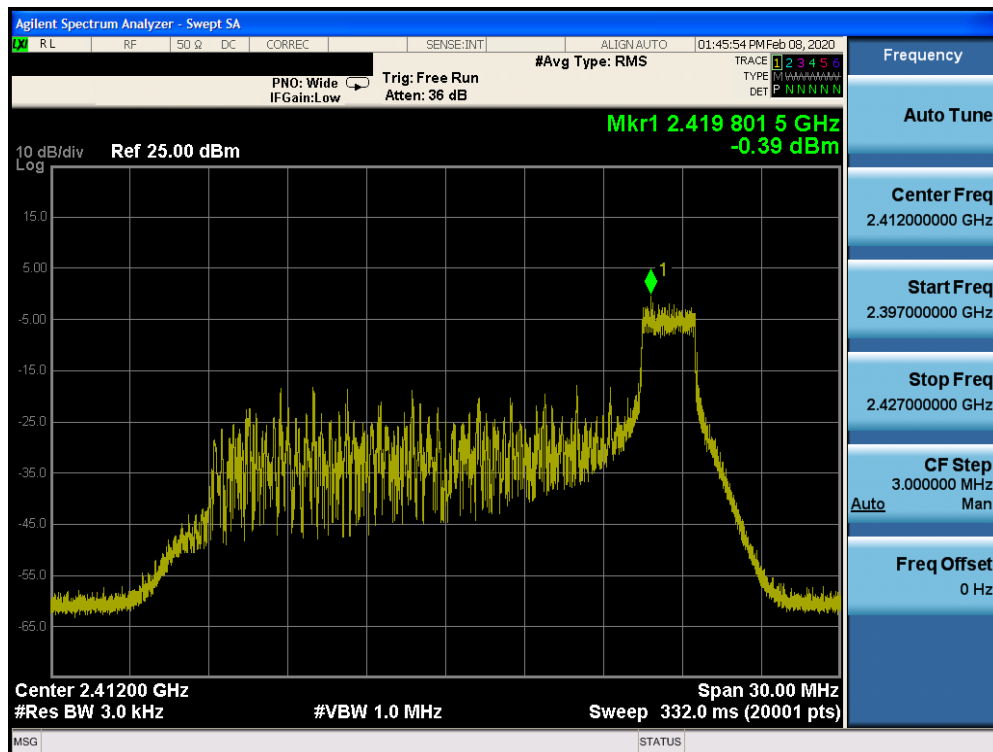 Agilent Spectrum Analyzer - Swept SA
LXI RL RF 50 Ω DC CORREC SENSE:INT ALIGN AUTO 01:45:54 PM Feb 08, 2020
Frequency
#Avg Type: RMS
TRACE 1 2 3 4 5 6
TYPE MWWWWW
DET P N N N N N
PNO: Wide
IFGain:Low
Trig: Free Run
Atten: 36 dB
Auto Tune
Mkr1 2.419 801 5 GHz
-0.39 dBm
10 dB/div Ref 25.00 dBm
Log
15.0
5.00
-5.00
-15.0
-25.0
-35.0
-45.0
-55.0
-65.0
1
Center Freq
2.412000000 GHz
Start Freq
2.397000000 GHz
Stop Freq
2.427000000 GHz
CF Step
3.000000 MHz
Auto Man
Freq Offset
0 Hz
Center 2.41200 GHz Span 30.00 MHz
#Res BW 3.0 kHz #VBW 1.0 MHz Sweep 332.0 ms (20001 pts)
MSG STATUS